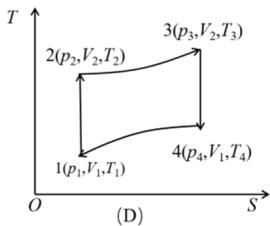 T
3(p₃,V₂,T₃)
2(p₂,V₂,T₂)
1(p₁,V₁,T₁)
4(p₄,V₁,T₄)
O
S
(D)